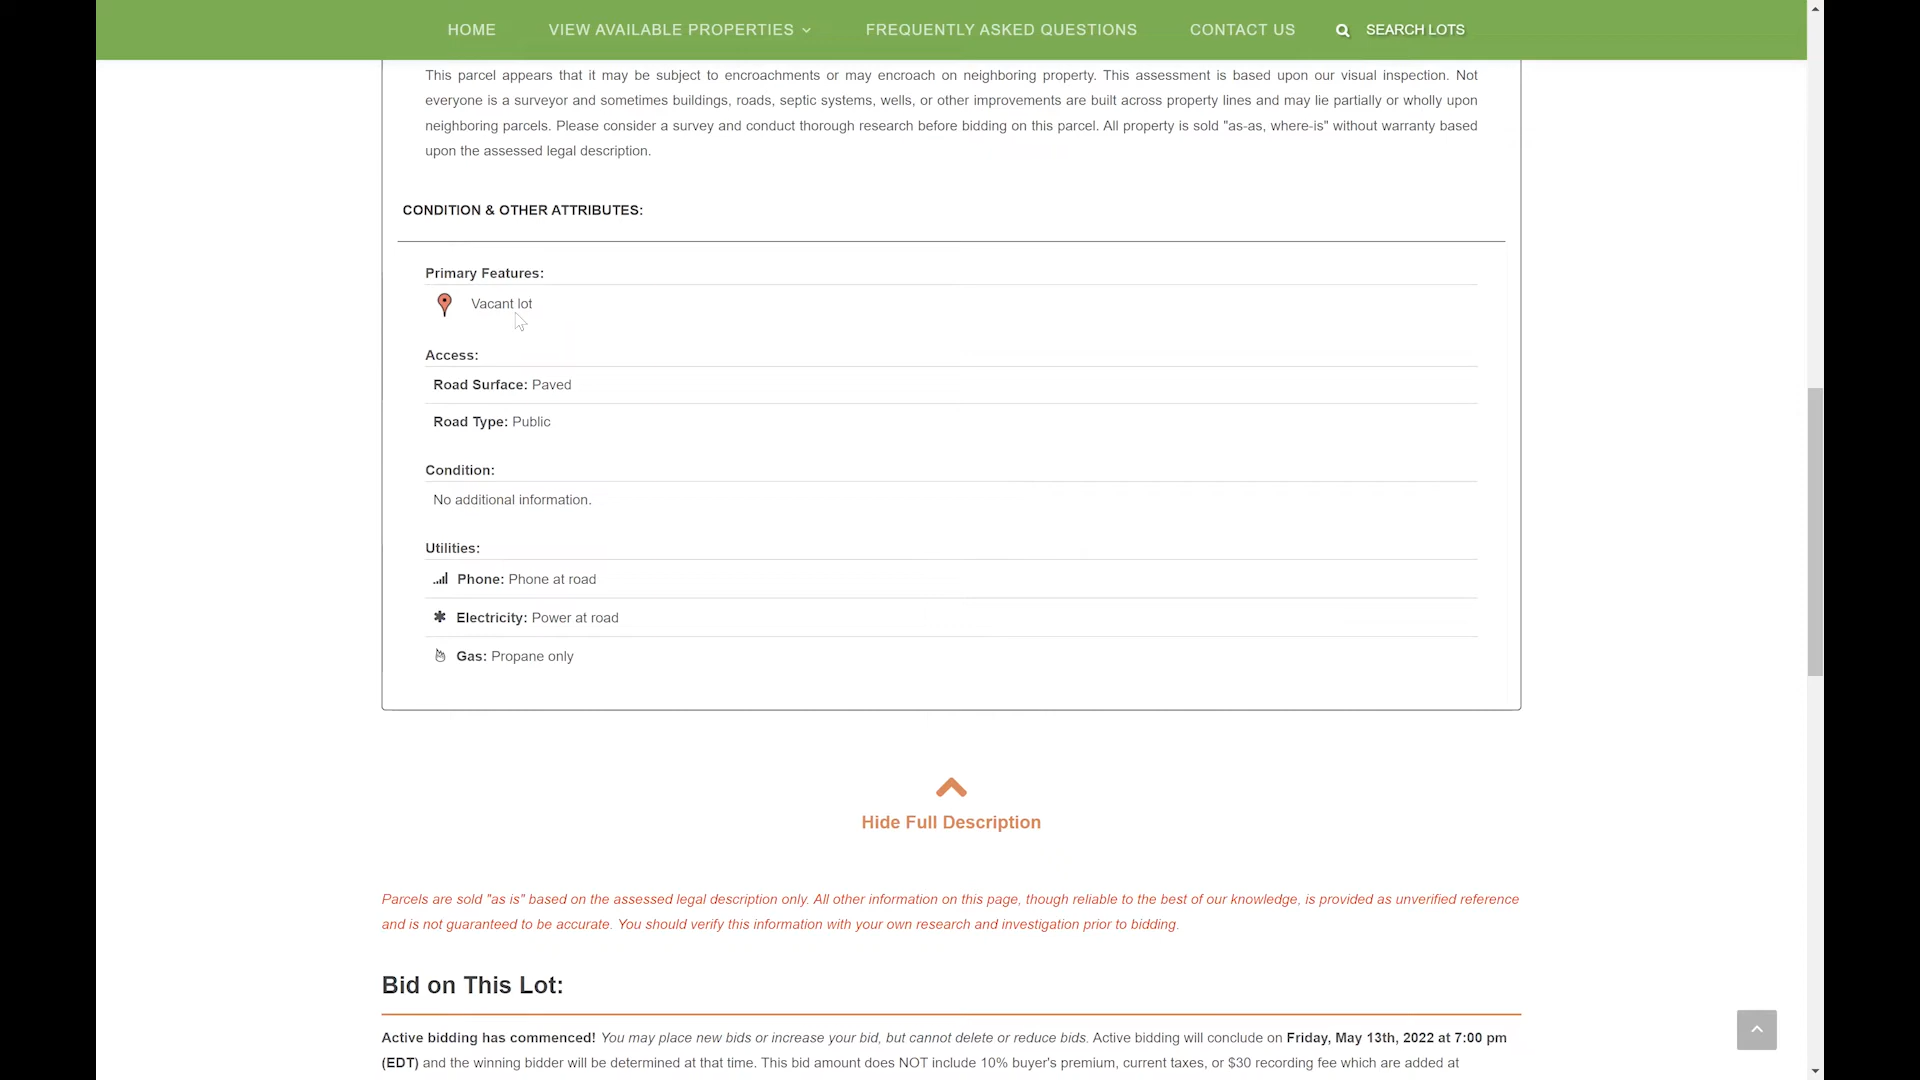 HOME VIEW AVAILABLE PROPERTIES FREQUENTLY ASKED QUESTIONS CONTACT US SEARCH LOTS
This parcel appears that it may be subject to encroachments or may encroach on neighboring property. This assessment is based upon our visual inspection. Not
everyone is a surveyor and sometimes buildings, roads, septic systems, wells, or other improvements are built across property lines and may lie partially or wholly upon
neighboring parcels. Please consider a survey and conduct thorough research before bidding on this parcel. All property is sold "as-as, where-is" without warranty based
upon the assessed legal description.
CONDITION & OTHER ATTRIBUTES:
Primary Features:
Vacant lot
Access:
Road Surface: Paved
Road Type: Public
Condition:
No additional information.
Utilities:
Phone: Phone at road
Electricity: Power at road
Gas: Propane only
Hide Full Description
Parcels are sold "as is" based on the assessed legal description only. All other information on this page, though reliable to the best of our knowledge, is provided as unverified reference
and is not guaranteed to be accurate. You should verify this information with your own research and investigation prior to bidding.
Bid on This Lot:
Active bidding has commenced! You may place new bids or increase your bid, but cannot delete or reduce bids. Active bidding will conclude on Friday, May 13th, 2022 at 7:00 pm
(EDT) and the winning bidder will be determined at that time. This bid amount does NOT include 10% buyer's premium, current taxes, or $30 recording fee which are added at